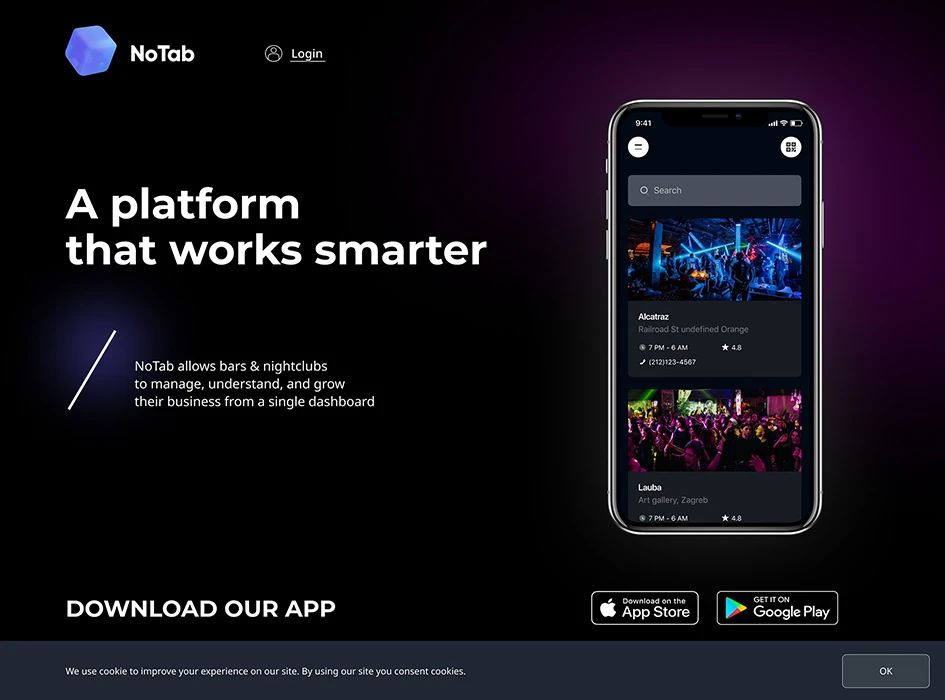 NoTab
Login
A platform
that works smarter
NoTab allows bars & nightclubs
to manage, understand, and grow
their business from a single dashboard
9:41
Search
Alcatraz
Railroad St undefined Orange
7 PM - 6 AM
4.8
(212)123-4567
Lauba
Art gallery, Zagreb
7 PM - 6 AM
4.8
DOWNLOAD OUR APP
Download on the
App Store
GET IT ON
Google Play
We use cookie to improve your experience on our site. By using our site you consent cookies.
OK